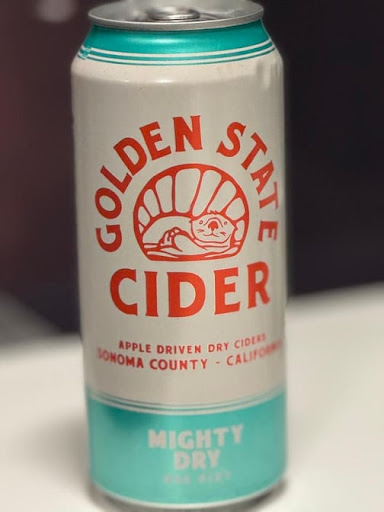 GOLDEN STATE
CIDER
APPLE DRIVEN DRY CIDERS
SONOMA COUNTY - CALIFORNIA
MIGHTY
DRY